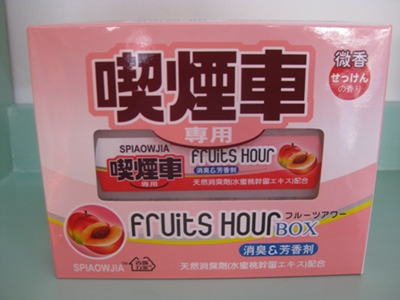 喫煙車
専用
微香
せっけん
の香り
SPIAOWJIA
喫煙車
専用
fruits Hour
消臭&芳香剤
天然消臭剤(水蜜桃幹留エキス)配合
fruits Hour
フルーツアワー
BOX
消臭&芳香剤
SPIAOWJIA
天然消臭劑(水蜜桃幹留エキス)配合